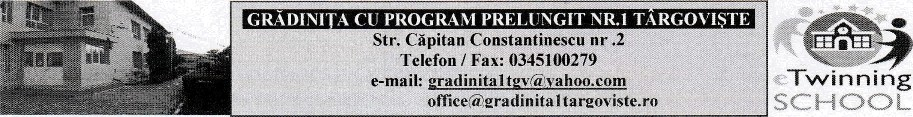 GRĂDINIȚA CU PROGRAM PRELUNGIT NR.1 TÂRGOVIȘTE
Str. Căpitan Constantinescu nr .2
Telefon / Fax: 0345100279
e-mail: gradinita1tgv@yahoo.com
office@gradinita1targoviste.ro
eTwinning
SCHOOL